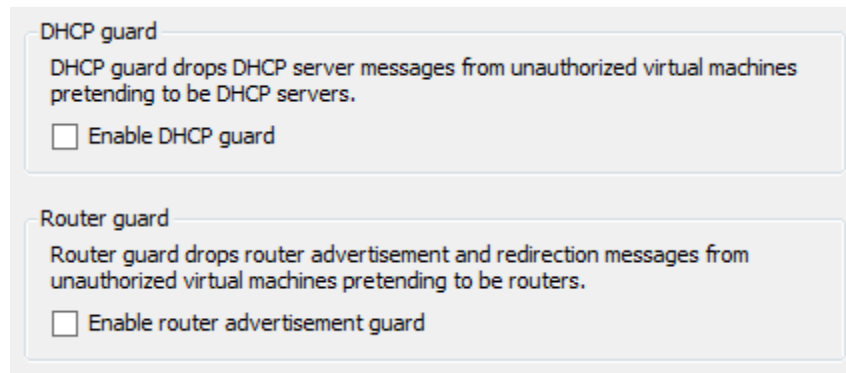 DHCP guard
DHCP guard drops DHCP server messages from unauthorized virtual machines
pretending to be DHCP servers.
Enable DHCP guard
Router guard
Router guard drops router advertisement and redirection messages from
unauthorized virtual machines pretending to be routers.
Enable router advertisement guard